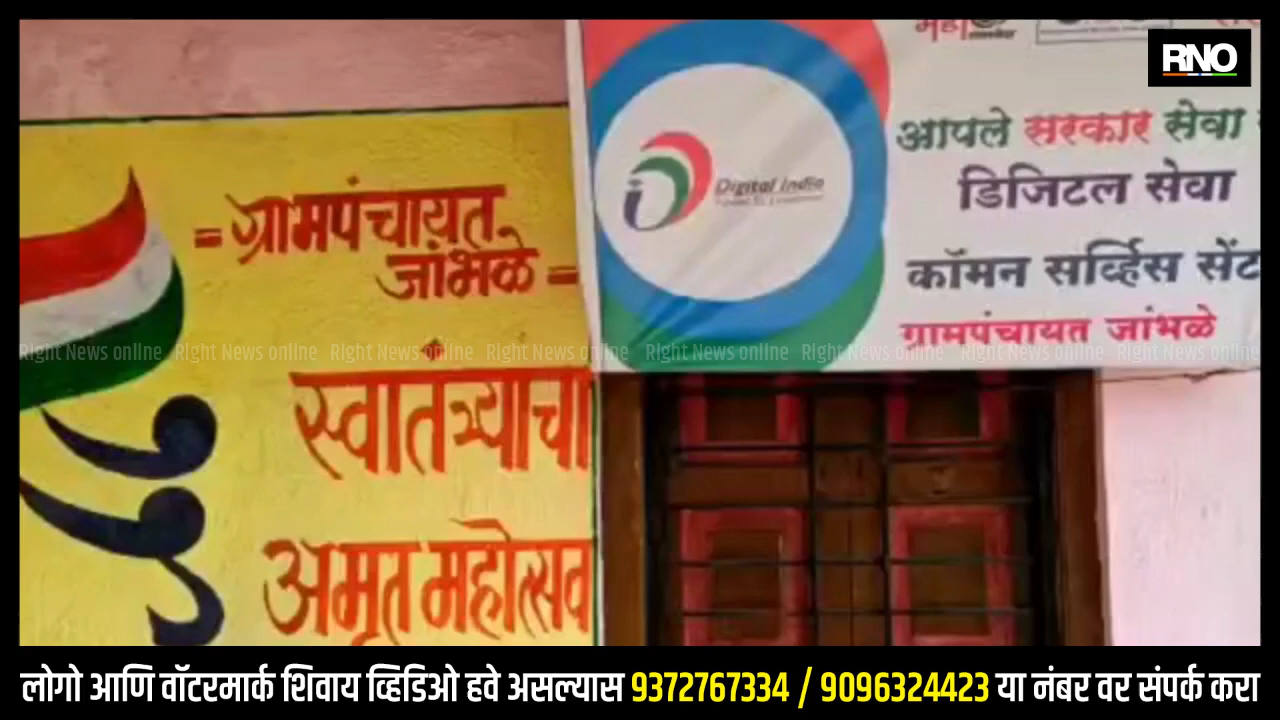 RNO
= ग्रामपंचायत
जांभळे =
स्वातंत्र्याचा
अमृत महोत्सव
महा
Digital India
आपले सरकार सेवा
डिजिटल सेवा
कॉमन सर्व्हिस सेंट
ग्रामपंचायत जांभळे
Right News online Right News online Right News online Right News online Right News online Right News online Right News online Right News online
लोगो आणि वॉटरमार्क शिवाय व्हिडिओ हवे असल्यास 9372767334 / 9096324423 या नंबर वर संपर्क करा